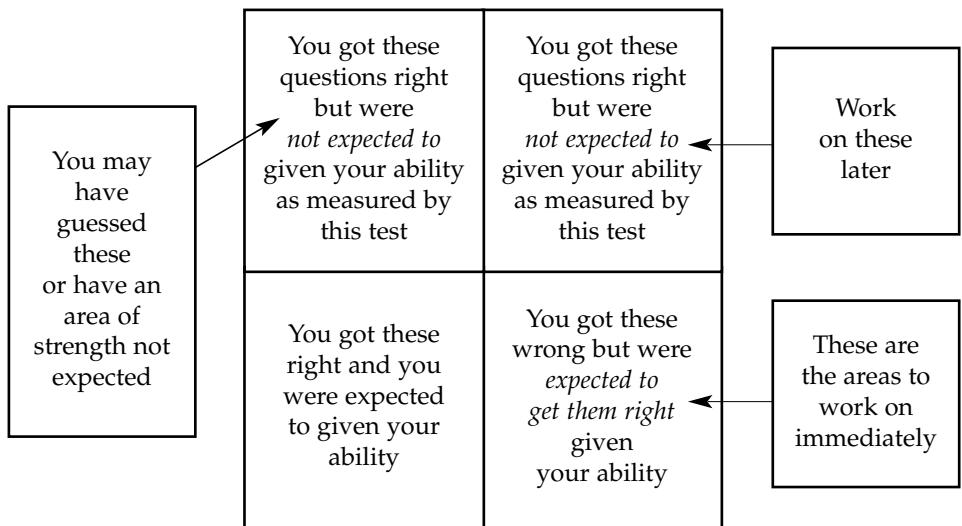 You may
have
guessed
these
or have an
area of
strength not
expected
You got these
questions right
but were
not expected to
given your ability
as measured by
this test
You got these
questions right
but were
not expected to
given your ability
as measured by
this test
Work
on these
later
You got these
right and you
were expected
to given your
ability
You got these
wrong but were
expected to
get them right
given
your ability
These are
the areas to
work on
immediately